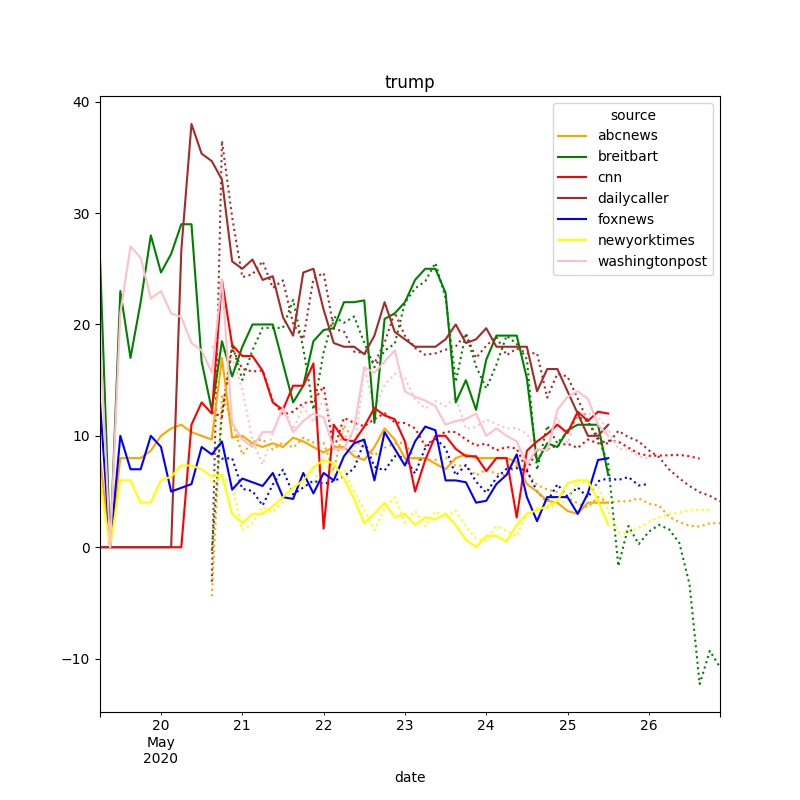 trump
source
abcnews
breitbart
cnn
dailycaller
foxnews
newyorktimes
washingtonpost
40
30
20
10
0
−10
20 21 22 23 24 25 26
May
2020
date